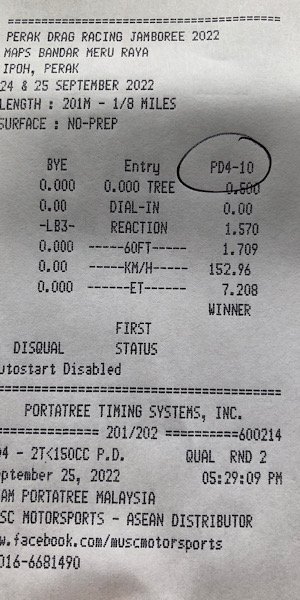 PERAK DRAG RACING JAMBOREE 2022
MAPS BANDAR MERU RAYA
IPOH, PERAK
24 & 25 SEPTEMBER 2022
LENGTH : 201M - 1/8 MILES
SURFACE : NO-PREP
BYE Entry PD4-10
0.000 0.000 TREE 0.500
0.00 DIAL-IN 0.00
-LB3- REACTION 1.570
0.000 ------60FT------ 1.709
0.00 ------KM/H------ 152.96
0.000 -------ET------- 7.208
WINNER
FIRST
DISQUAL STATUS
utostart Disabled
PORTATREE TIMING SYSTEMS, INC.
============ 201/202 ==========600214
4 - 2T<150CC P.D. QUAL RND 2
ptember 25, 2022 05:29:09 PM
AM PORTATREE MALAYSIA
SC MOTORSPORTS - ASEAN DISTRIBUTOR
w.facebook.com/muscmotorsports
016-6681490